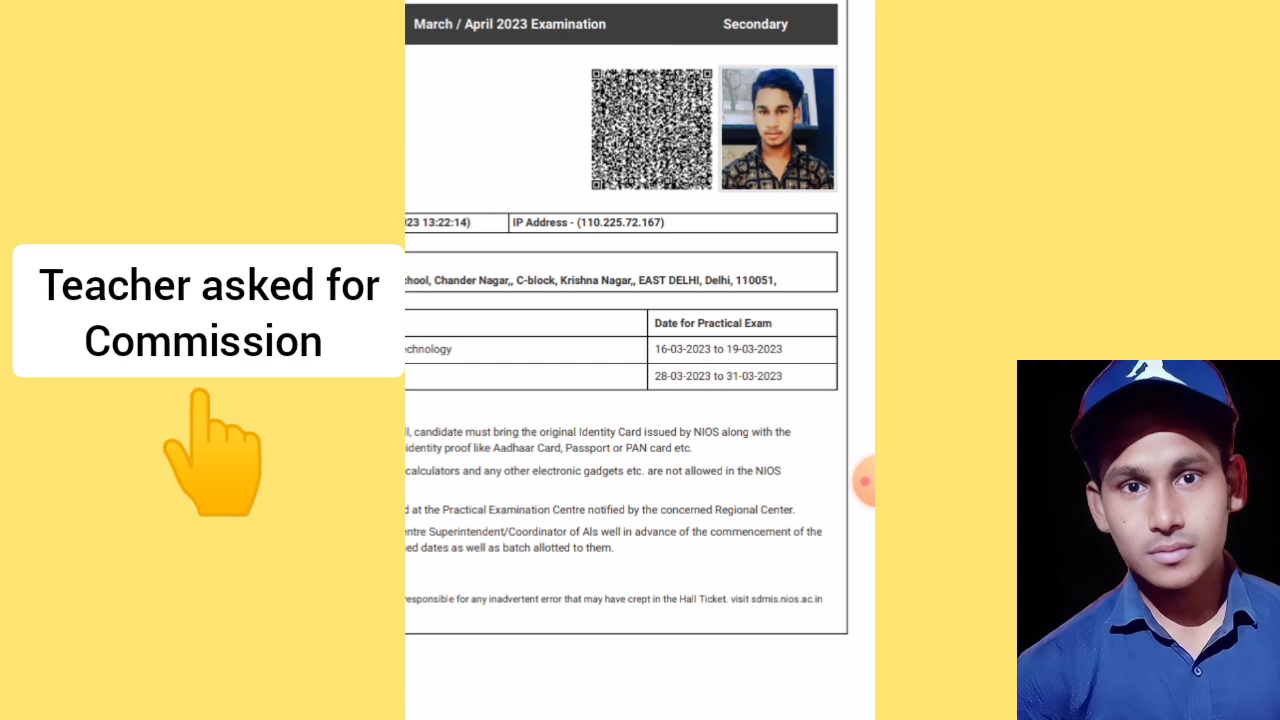 March / April 2023 Examination Secondary
023 13:22:14) IP Address - (110.225.72.167)
Teacher asked for
Commission
chool, Chander Nagar,, C-block, Krishna Nagar,, EAST DELHI, Delhi, 110051,
Date for Practical Exam
echnology 16-03-2023 to 19-03-2023
28-03-2023 to 31-03-2023
ll, candidate must bring the original Identity Card issued by NIOS along with the
identity proof like Aadhaar Card, Passport or PAN card etc.
calculators and any other electronic gadgets etc. are not allowed in the NIOS
d at the Practical Examination Centre notified by the concerned Regional Center.
entre Superintendent/Coordinator of AIs well in advance of the commencement of the
ed dates as well as batch allotted to them.
responsible for any inadvertent error that may have crept in the Hall Ticket. visit sdmis.nios.ac.in